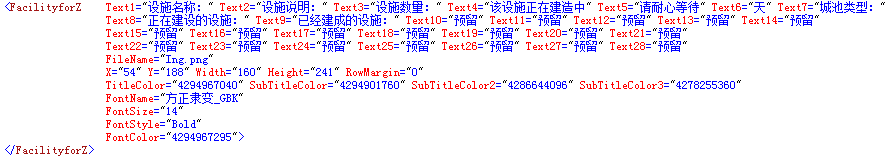 <FacilityforZ Text1="设施名称：" Text2="设施说明：" Text3="设施数量：" Text4="该设施正在建造中" Text5="请耐心等待" Text6="天" Text7="城池类型："
Text8="正在建设的设施：" Text9="已经建成的设施：" Text10="预留" Text11="预留" Text12="预留" Text13="预留" Text14="预留"
Text15="预留" Text16="预留" Text17="预留" Text18="预留" Text19="预留" Text20="预留" Text21="预留"
Text22="预留" Text23="预留" Text24="预留" Text25="预留" Text26="预留" Text27="预留" Text28="预留"
FileName="Ing.png"
X="54" Y="188" Width="160" Height="241" RowMargin="0"
TitleColor="4294967040" SubTitleColor="4294901760" SubTitleColor2="4286644096" SubTitleColor3="4278255360"
FontName="方正隶变_GBK"
FontSize="14"
FontStyle="Bold"
FontColor="4294967295">
</FacilityforZ>